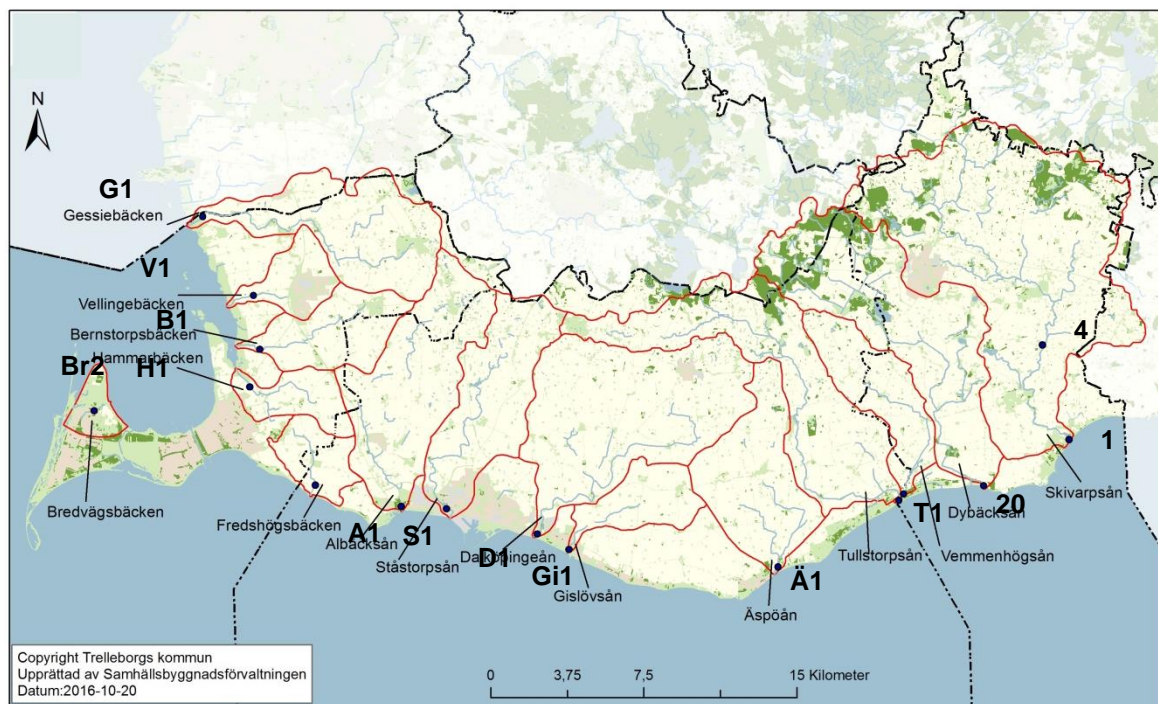 N
G1
Gessiebäcken
V1
Vellingebäcken
B1
Bernstorpsbäcken
Hammarbäcken
H1
Br2
Bredvägsbäcken
4
1
Skivarpsån
20
Dybäcksån
T1
Vemmenhögsån
Tullstorpsån
Fredshögsbäcken
A1
Albäcksån
S1
Ståstorpsån
D1
Dalköpingeån
Gi1
Gislövsån
Ä1
Äspöån
Copyright Trelleborgs kommun
Upprättad av Samhällsbyggnadsförvaltningen
Datum:2016-10-20
0 3,75 7,5 15 Kilometer